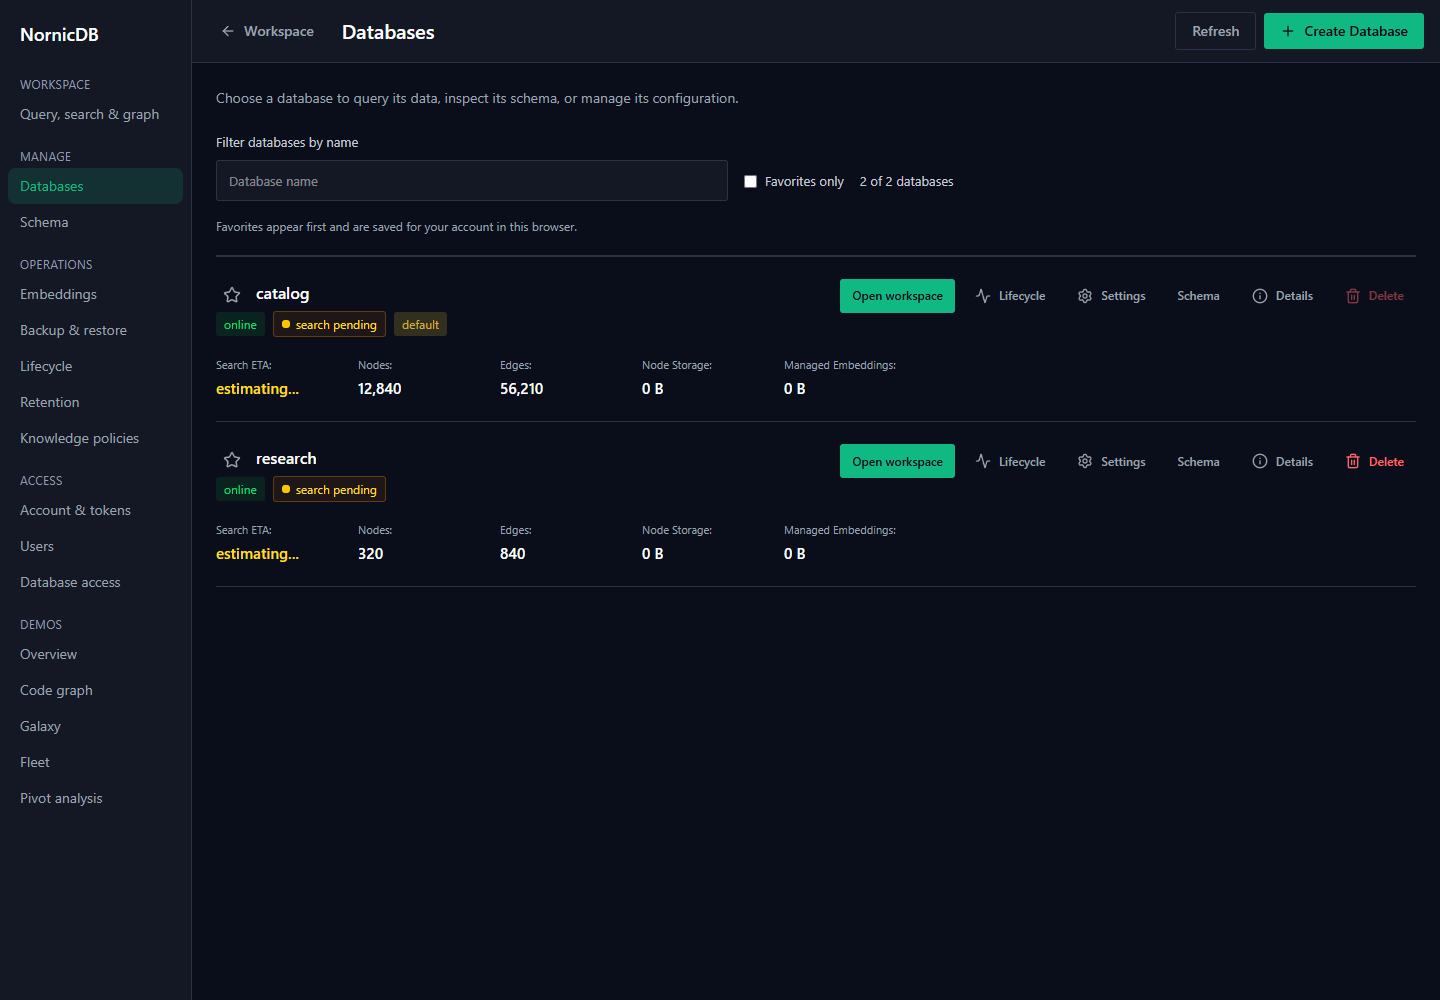 NornicDB
WORKSPACE
Query, search & graph
MANAGE
Databases
Schema
OPERATIONS
Embeddings
Backup & restore
Lifecycle
Retention
Knowledge policies
ACCESS
Account & tokens
Users
Database access
DEMOS
Overview
Code graph
Galaxy
Fleet
Pivot analysis
Workspace Databases Refresh Create Database
Choose a database to query its data, inspect its schema, or manage its configuration.
Filter databases by name
Database name Favorites only 2 of 2 databases
Favorites appear first and are saved for your account in this browser.
catalog Open workspace Lifecycle Settings Schema Details Delete
online search pending default
Search ETA: Nodes: Edges: Node Storage: Managed Embeddings:
estimating... 12,840 56,210 0 B 0 B
research Open workspace Lifecycle Settings Schema Details Delete
online search pending
Search ETA: Nodes: Edges: Node Storage: Managed Embeddings:
estimating... 320 840 0 B 0 B